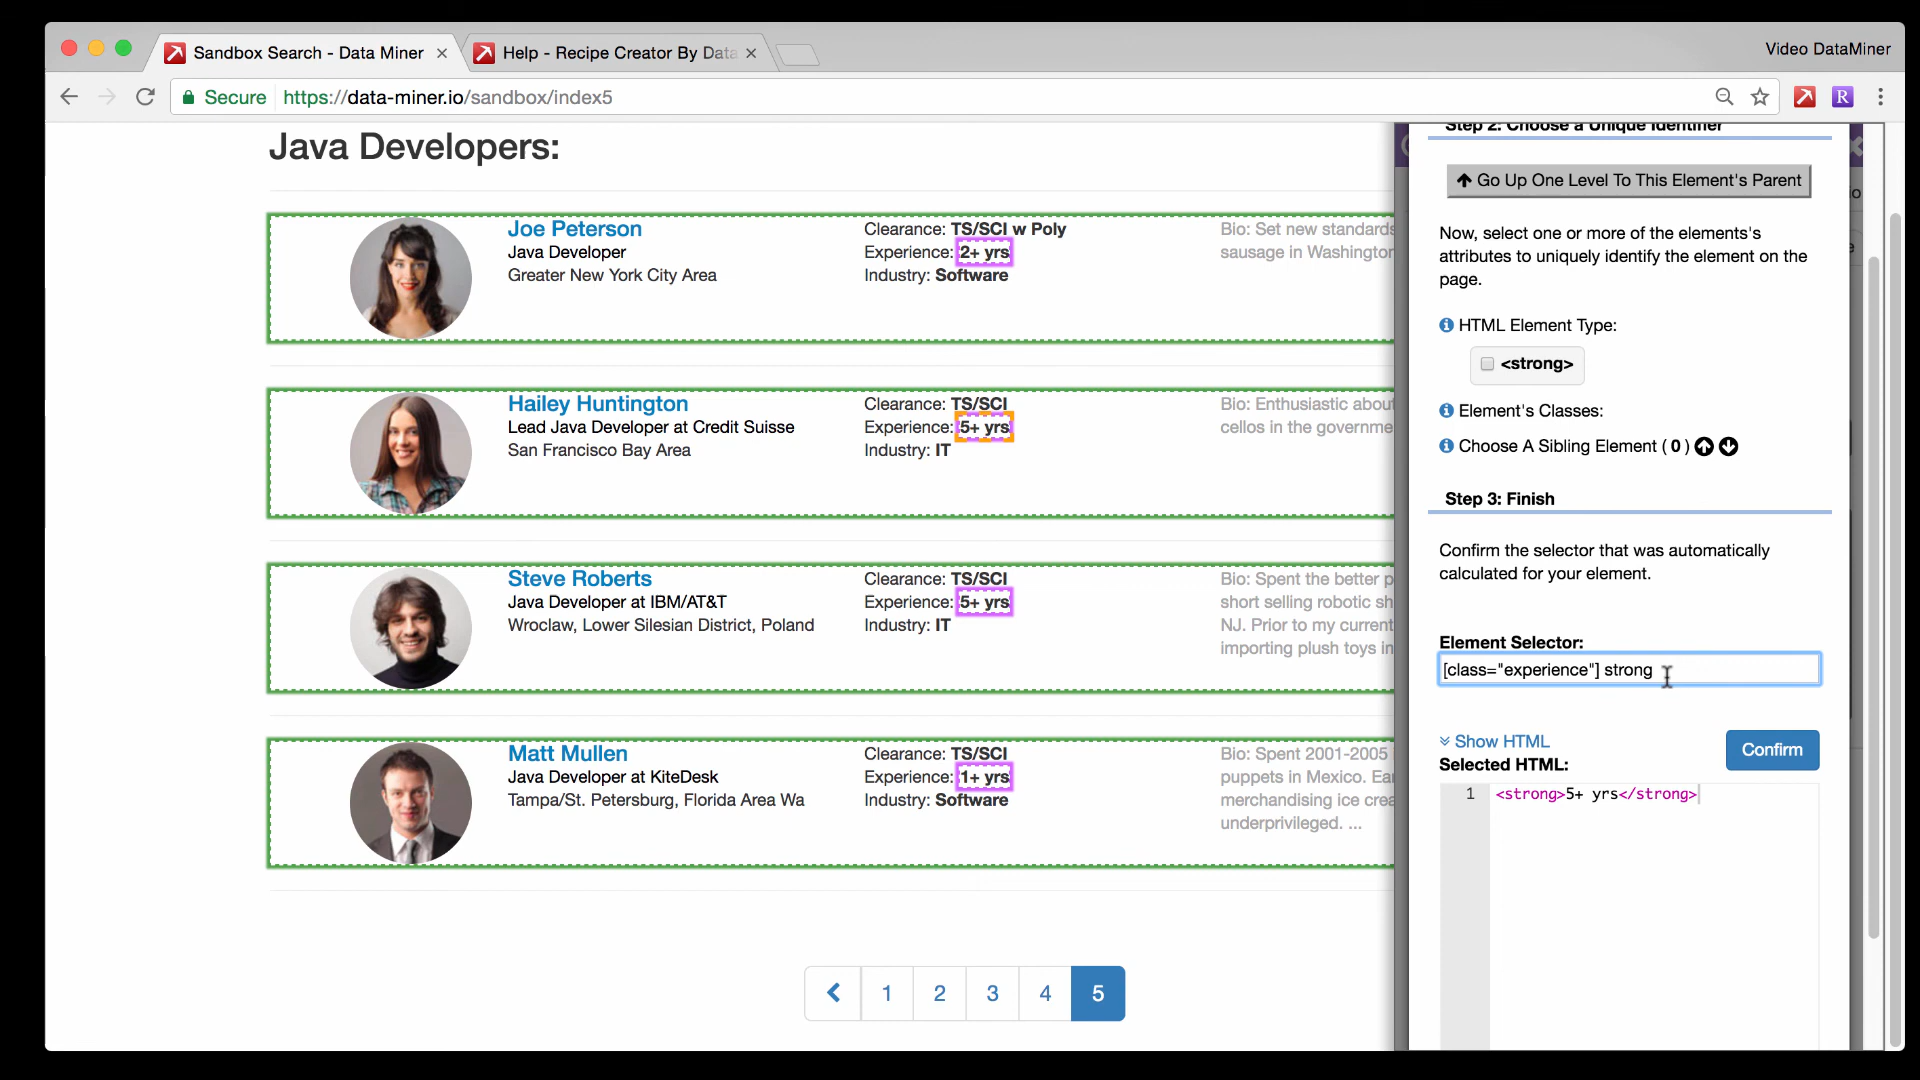 Sandbox Search - Data Miner
Help - Recipe Creator By Data
Video DataMiner
Secure
https://data-miner.io/sandbox/index5
R
Java Developers:
Joe Peterson
Java Developer
Greater New York City Area
Clearance: TS/SCI w Poly
Experience: 2+ yrs
Industry: Software
Bio: Set new standards
sausage in Washington
Hailey Huntington
Lead Java Developer at Credit Suisse
San Francisco Bay Area
Clearance: TS/SCI
Experience: 5+ yrs
Industry: IT
Bio: Enthusiastic about
cellos in the governme
Steve Roberts
Java Developer at IBM/AT&T
Wroclaw, Lower Silesian District, Poland
Clearance: TS/SCI
Experience: 5+ yrs
Industry: IT
Bio: Spent the better p
short selling robotic sh
NJ. Prior to my current
importing plush toys in
Matt Mullen
Java Developer at KiteDesk
Tampa/St. Petersburg, Florida Area Wa
Clearance: TS/SCI
Experience: 1+ yrs
Industry: Software
Bio: Spent 2001-2005
puppets in Mexico. Ea
merchandising ice crea
underprivileged. ...
1 2 3 4 5
Step 2: Choose a Unique Identifier
Go Up One Level To This Element's Parent
Now, select one or more of the elements's
attributes to uniquely identify the element on the
page.
HTML Element Type:
<strong>
Element's Classes:
Choose A Sibling Element ( 0 )
Step 3: Finish
Confirm the selector that was automatically
calculated for your element.
Element Selector:
[class="experience"] strong
Show HTML
Confirm
Selected HTML:
1 <strong>5+ yrs</strong>